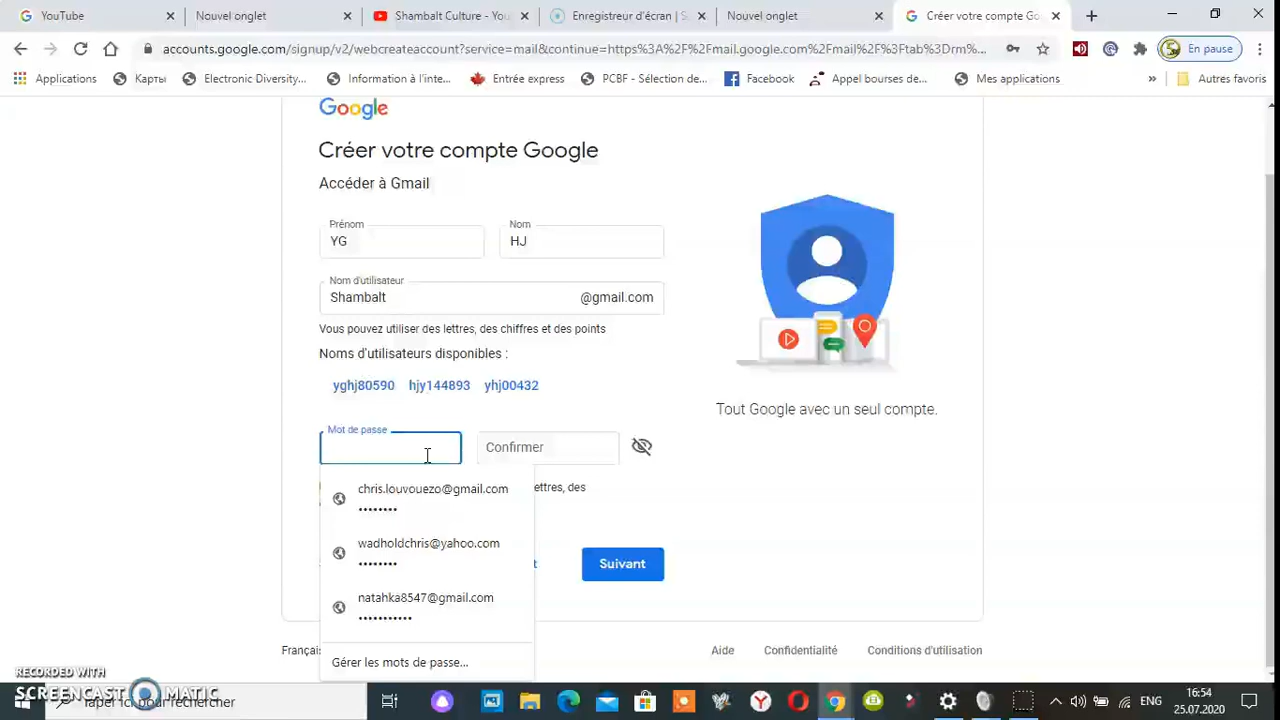 YouTube
Nouvel onglet
Shambalt Culture - You
Enregistreur d'écran | S
Nouvel onglet
Créer votre compte Go
accounts.google.com/signup/v2/webcreateaccount?service=mail&continue=https%3A%2F%2Fmail.google.com%2Fmail%2F%3Ftab%3Drm%...
En pause
Applications
Карты
Electronic Diversity...
Information à l'inte...
Entrée express
PCBF - Sélection de...
Facebook
Appel bourses de...
Mes applications
»
Autres favoris
Google
Créer votre compte Google
Accéder à Gmail
Prénom
Nom
YG
HJ
Nom d'utilisateur
Shambalt
@gmail.com
Vous pouvez utiliser des lettres, des chiffres et des points
Noms d'utilisateurs disponibles :
yghj80590 hjy144893 yhj00432
Tout Google avec un seul compte.
Mot de passe
Confirmer
chris.louvouezo@gmail.com
••••••••
ettres, des
wadholdchris@yahoo.com
••••••••
Suivant
natahka8547@gmail.com
•••••••••••
Gérer les mots de passe...
França
Aide
Confidentialité
Conditions d'utilisation
RECORDED WITH
SCREENCAST MATIC
Taper ici pour rechercher
ENG
16:54
25.07.2020